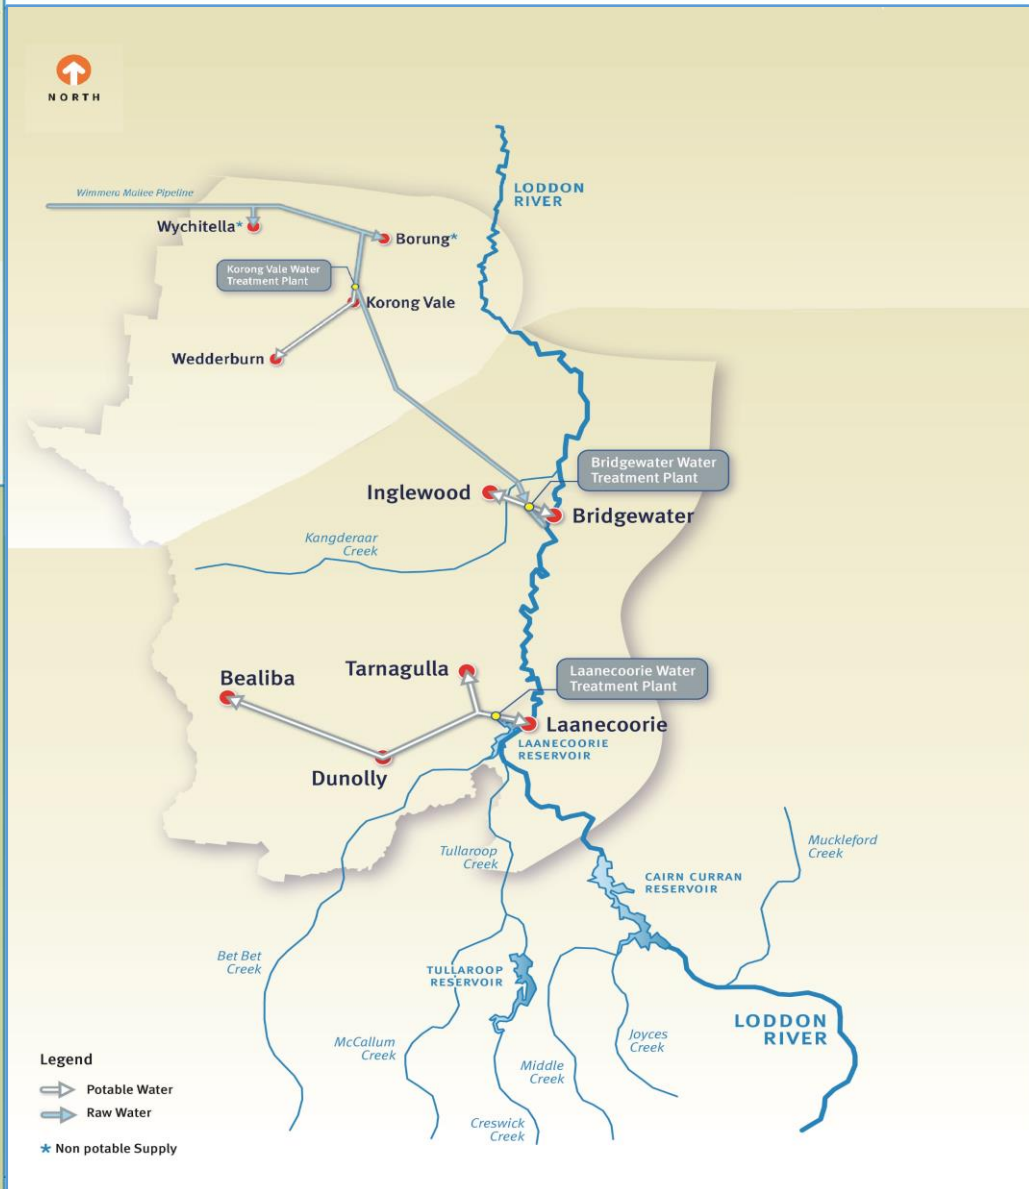 NORTH
LODDON
RIVER
Wimmera Mallee Pipeline
Wychitella*
Borung*
Korong Vale Water
Treatment Plant
Korong Vale
Wedderburn
Bridgewater Water
Treatment Plant
Inglewood
Bridgewater
Kangderaar
Creek
Tarnagulla
Laanecoorie Water
Treatment Plant
Bealiba
Laanecoorie
LAANECOORIE
RESERVOIR
Dunolly
Tullaroop
Creek
Muckleford
Creek
CAIRN CURRAN
RESERVOIR
Bet Bet
Creek
TULLAROOP
RESERVOIR
LODDON
RIVER
McCallum
Creek
Joyces
Creek
Middle
Creek
Creswick
Creek
Legend
Potable Water
Raw Water
* Non potable Supply